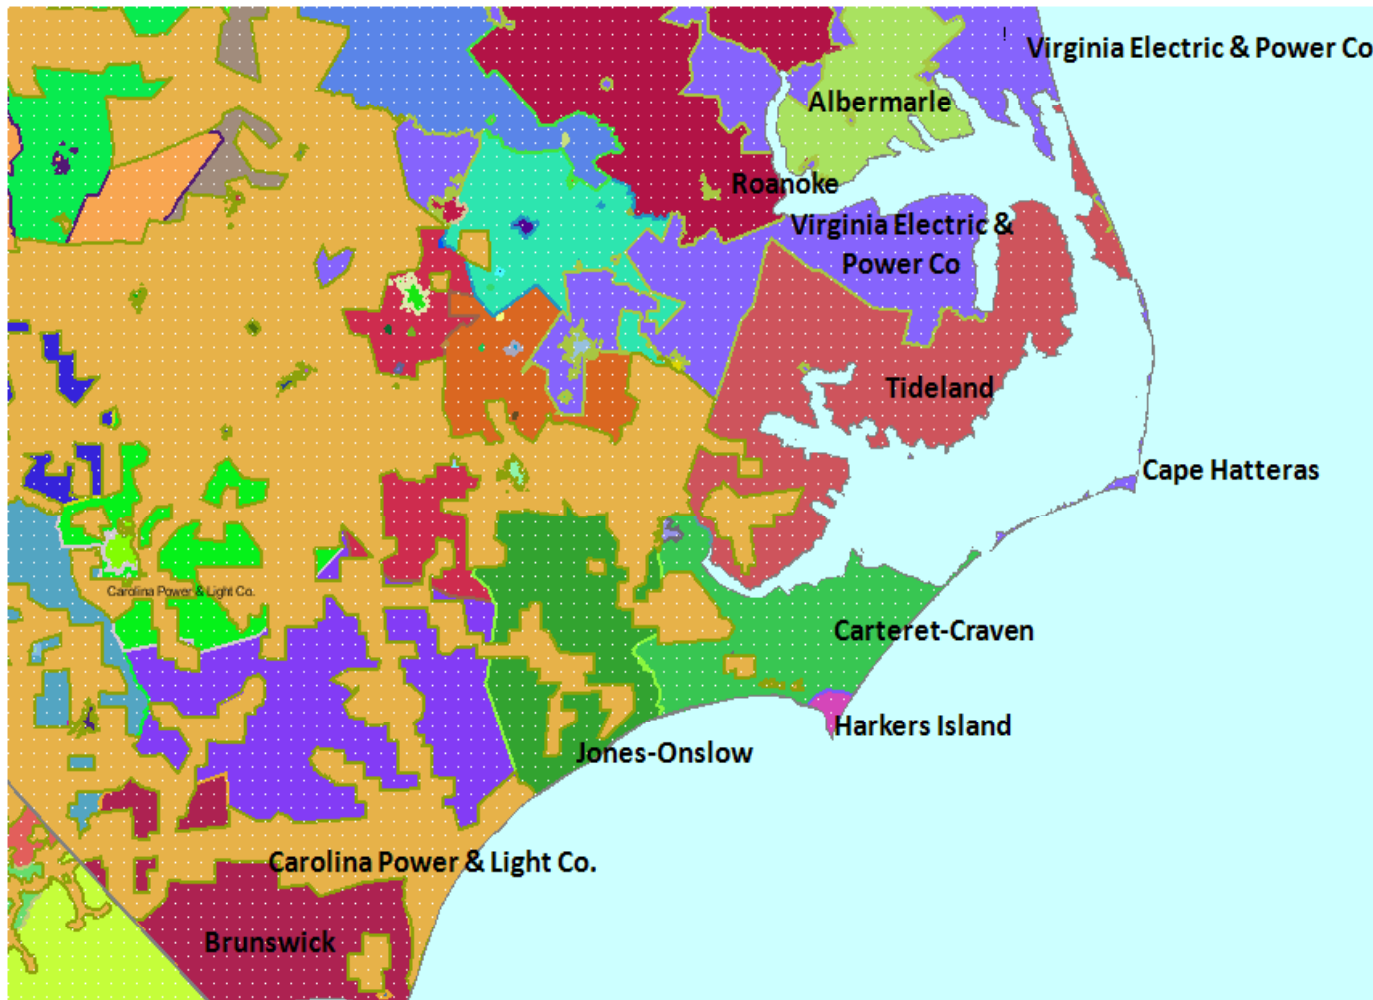 !
Virginia Electric & Power Co
Albermarle
Roanoke
Virginia Electric &
Power Co
Tideland
Cape Hatteras
Carolina Power & Light Co.
Carteret-Craven
Harkers Island
Jones-Onslow
Carolina Power & Light Co.
Brunswick